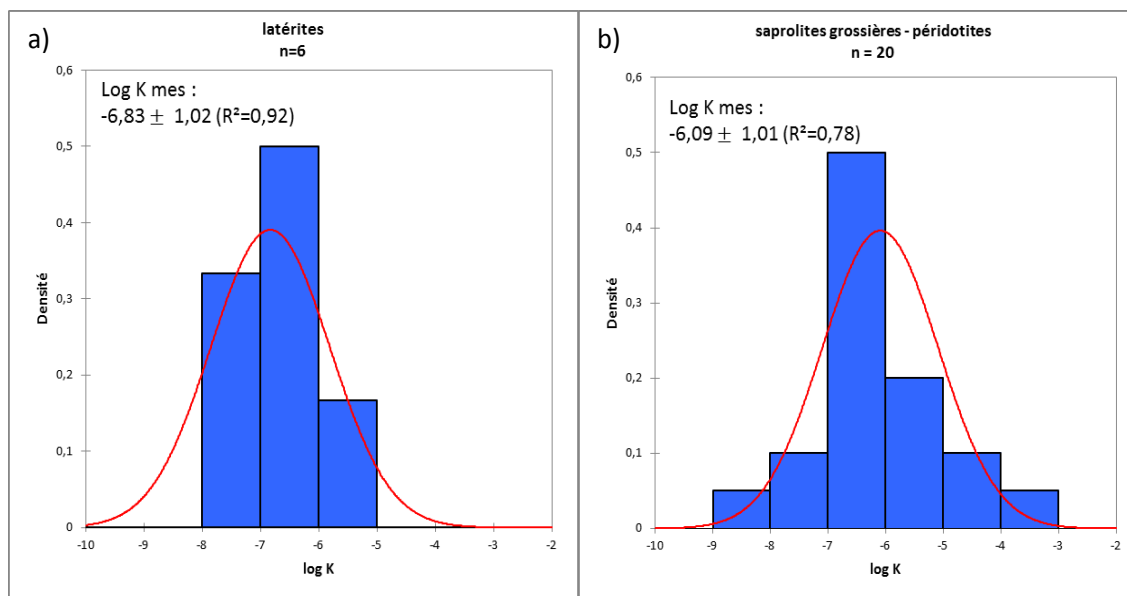 a)
latérites
n=6
Log K mes :
-6,83 ± 1,02 (R²=0,92)
0,6
0,5
0,4
0,3
0,2
0,1
0
Densité
-10 -9 -8 -7 -6 -5 -4 -3 -2
log K
b)
saprolites grossières - péridotites
n = 20
Log K mes :
-6,09 ± 1,01 (R²=0,78)
0,6
0,5
0,4
0,3
0,2
0,1
0
Densité
-10 -9 -8 -7 -6 -5 -4 -3 -2
log K